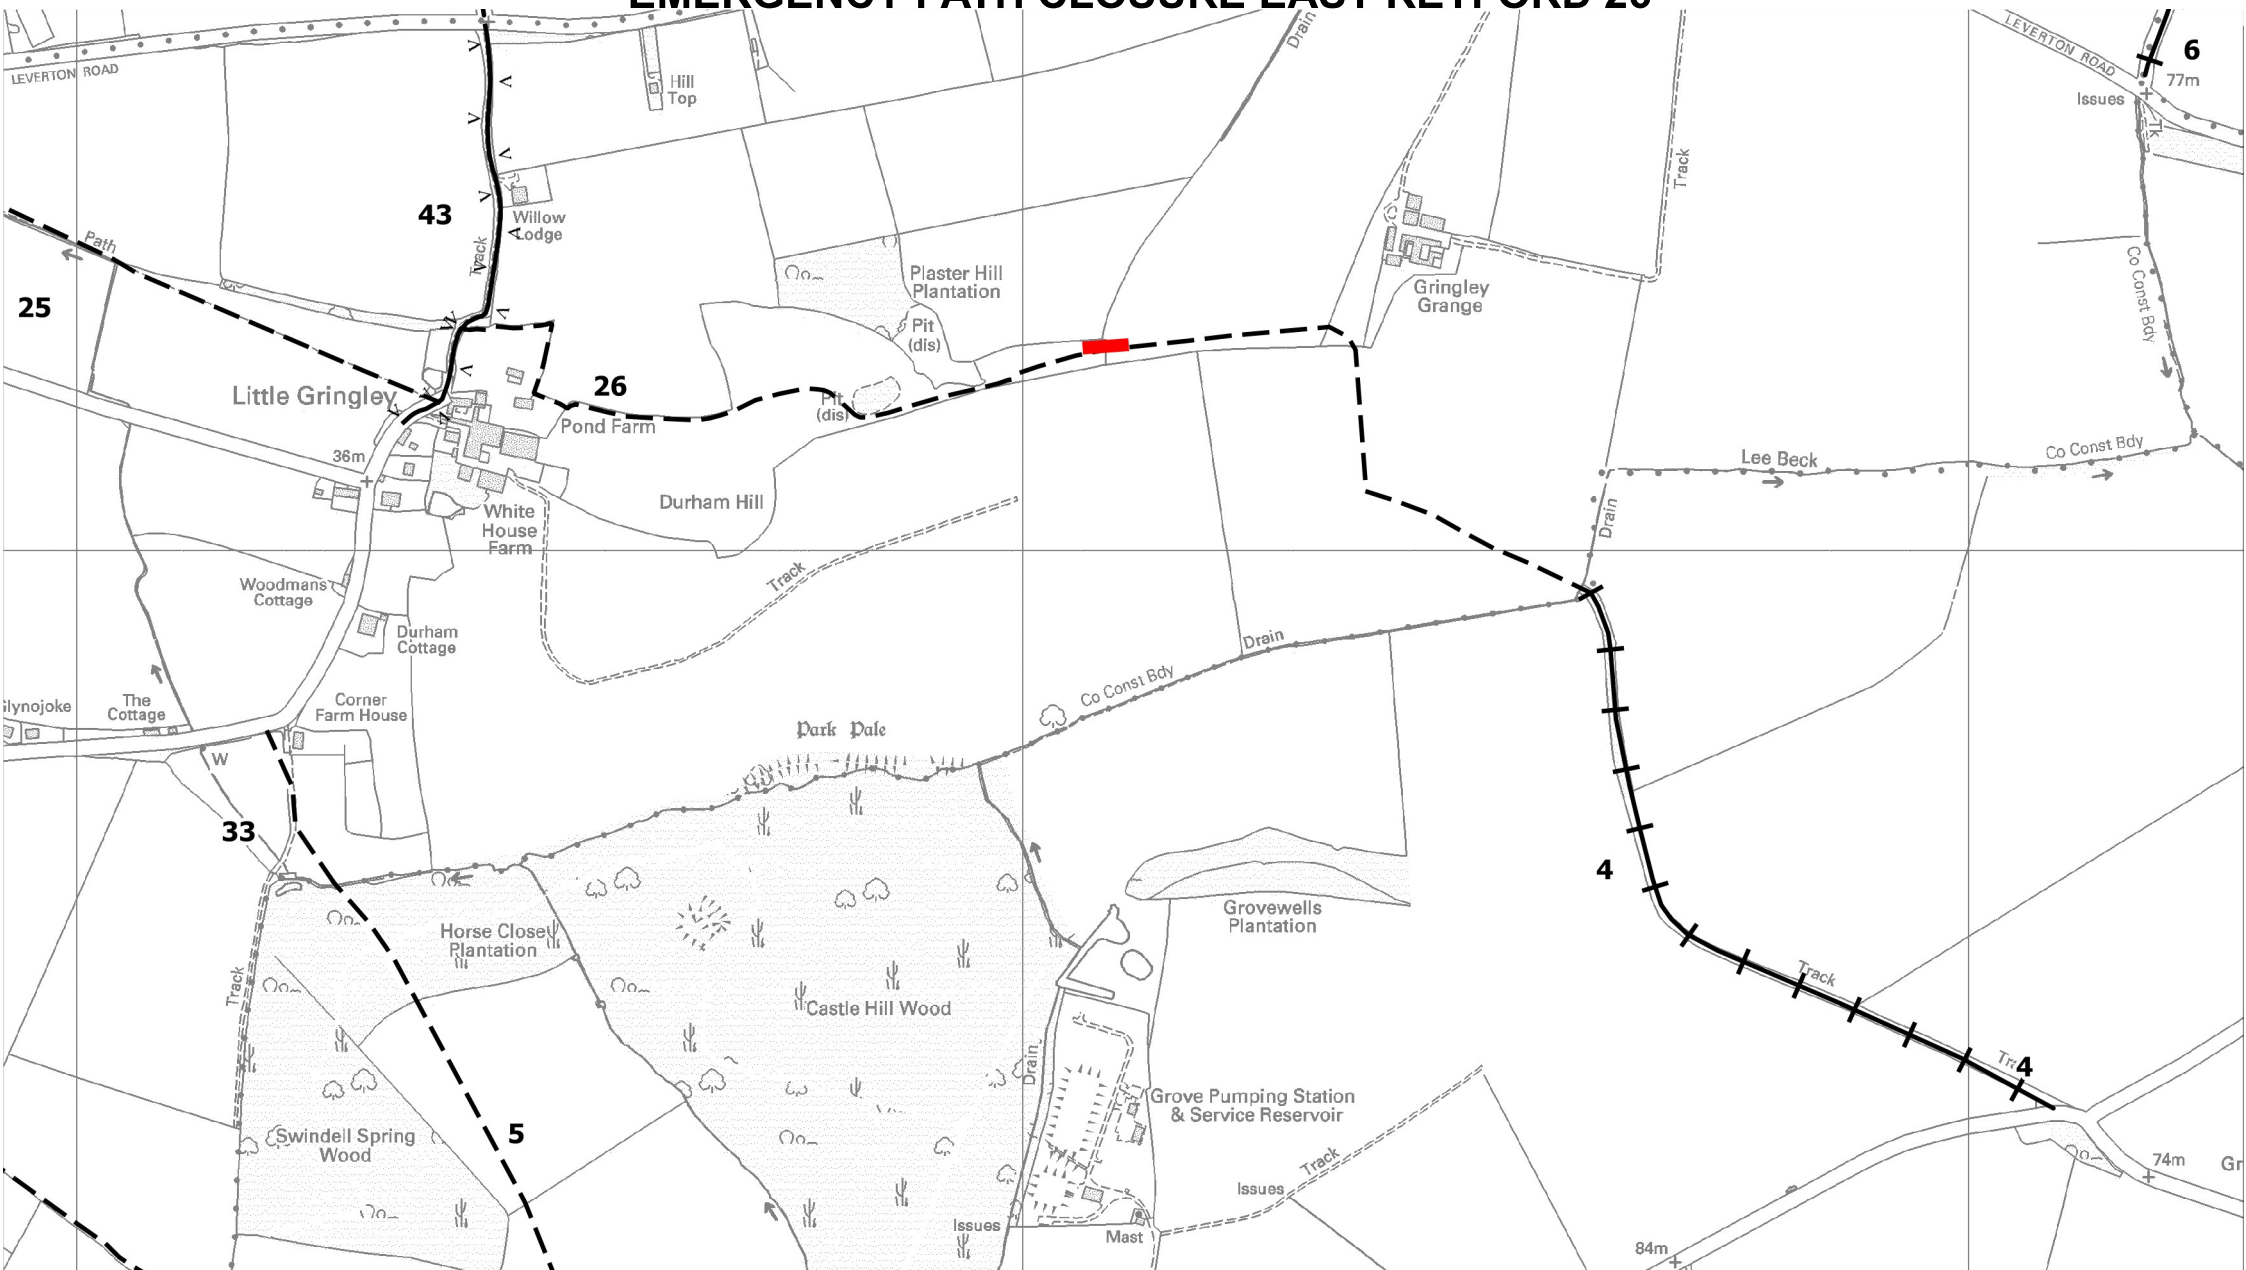 EMERGENCY PATH CLOSURE EAST RETFORD 26
Drain
LEVERTON ROAD
6
LEVERTON ROAD
77m
Hill
Top
Issues
Tk
Track
43
Willow
Lodge
Track
Path
Plaster Hill
Plantation
Gringley
Grange
Co Const Bdy
25
Pit
(dis)
26
Little Gringley
Pit
(dis)
Pond Farm
36m
Lee Beck
Co Const Bdy
Durham Hill
White
House
Farm
Drain
Track
Woodmans
Cottage
Durham
Cottage
Drain
Co Const Bdy
Glynojoke
The
Cottage
Corner
Farm House
Park Pale
W
33
4
Grovewells
Plantation
Horse Close
Plantation
Track
Track
Castle Hill Wood
Drain
4
Grove Pumping Station
& Service Reservoir
5
Swindell Spring
Wood
Track
74m
Gr
Issues
Issues
Mast
84m